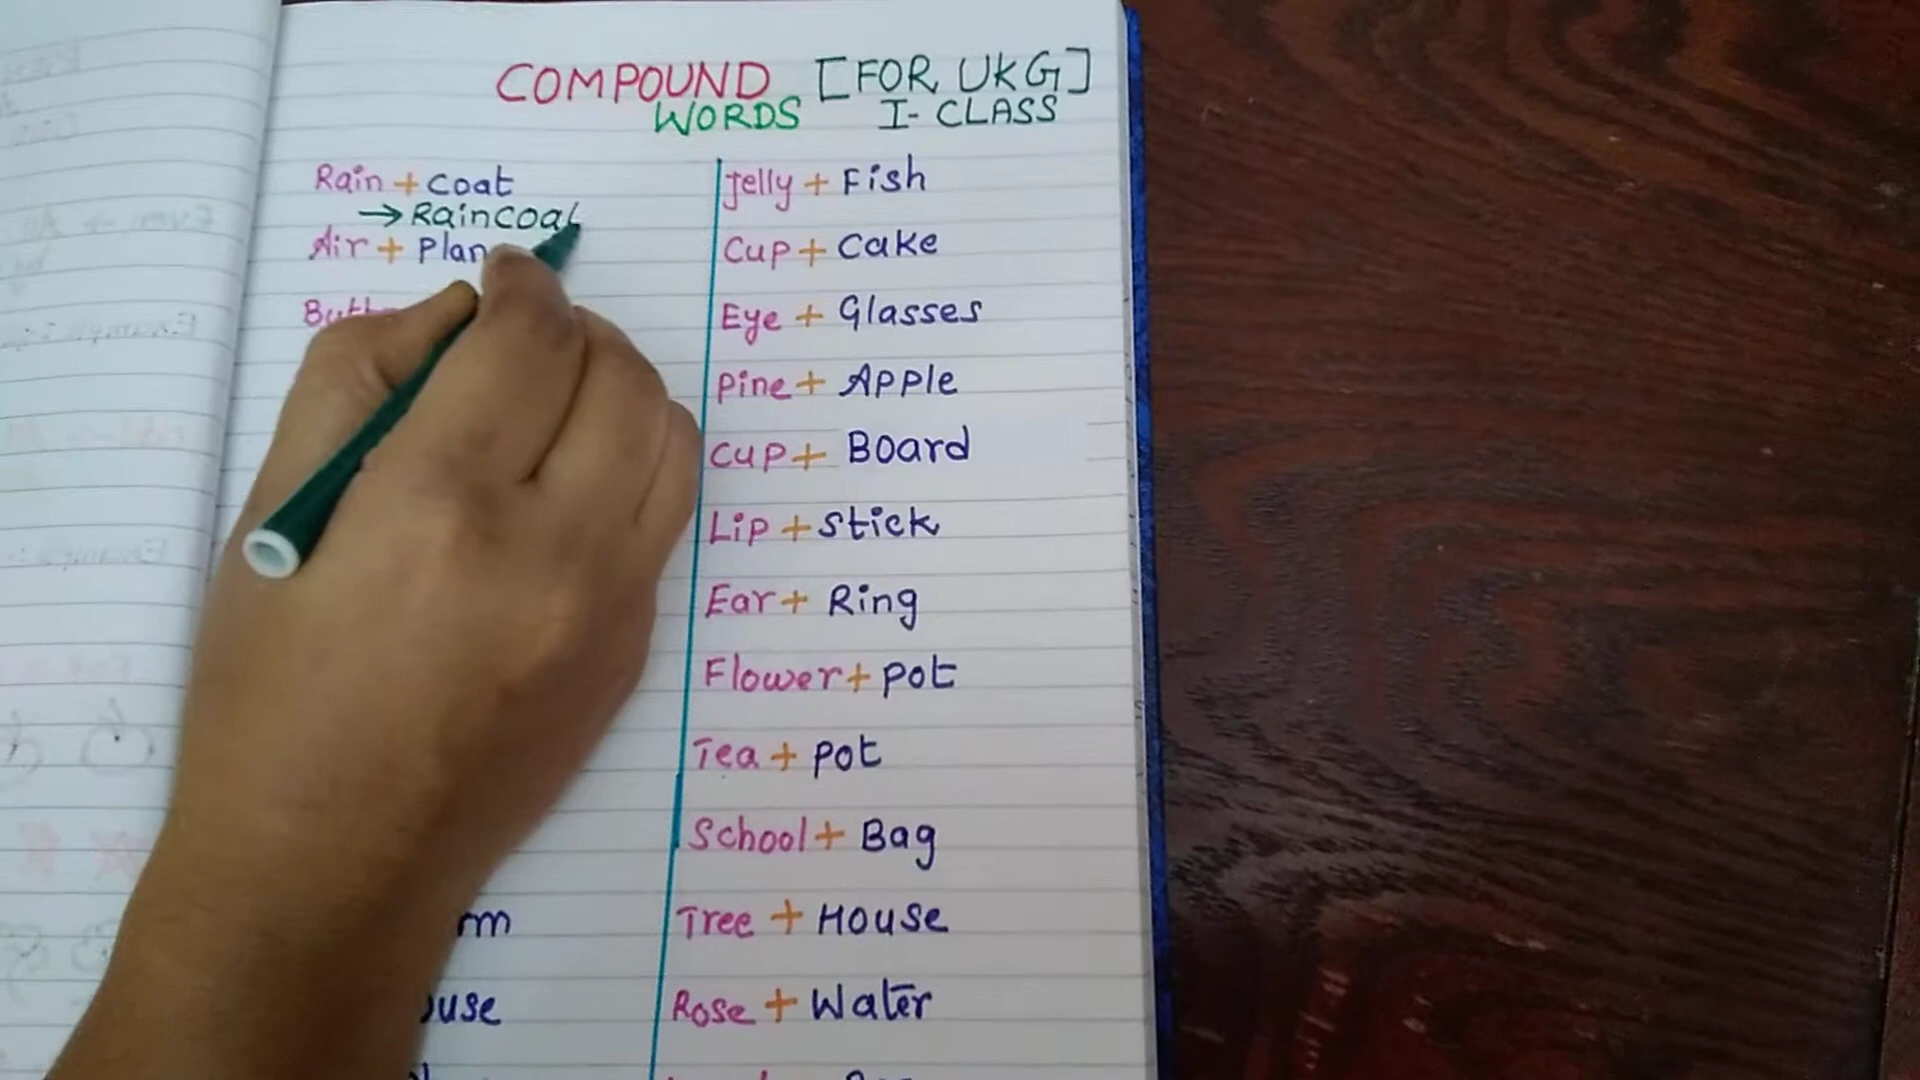 COMPOUND [FOR UKG]
WORDS I- CLASS
Rain + coat
→ Raincoat
Air + Plan
Jelly + Fish
Cup + Cake
Eye + Glasses
Pine + Apple
Cup + Board
Lip + Stick
Ear + Ring
Flower + Pot
Tea + Pot
School + Bag
Tree + House
Rose + Water